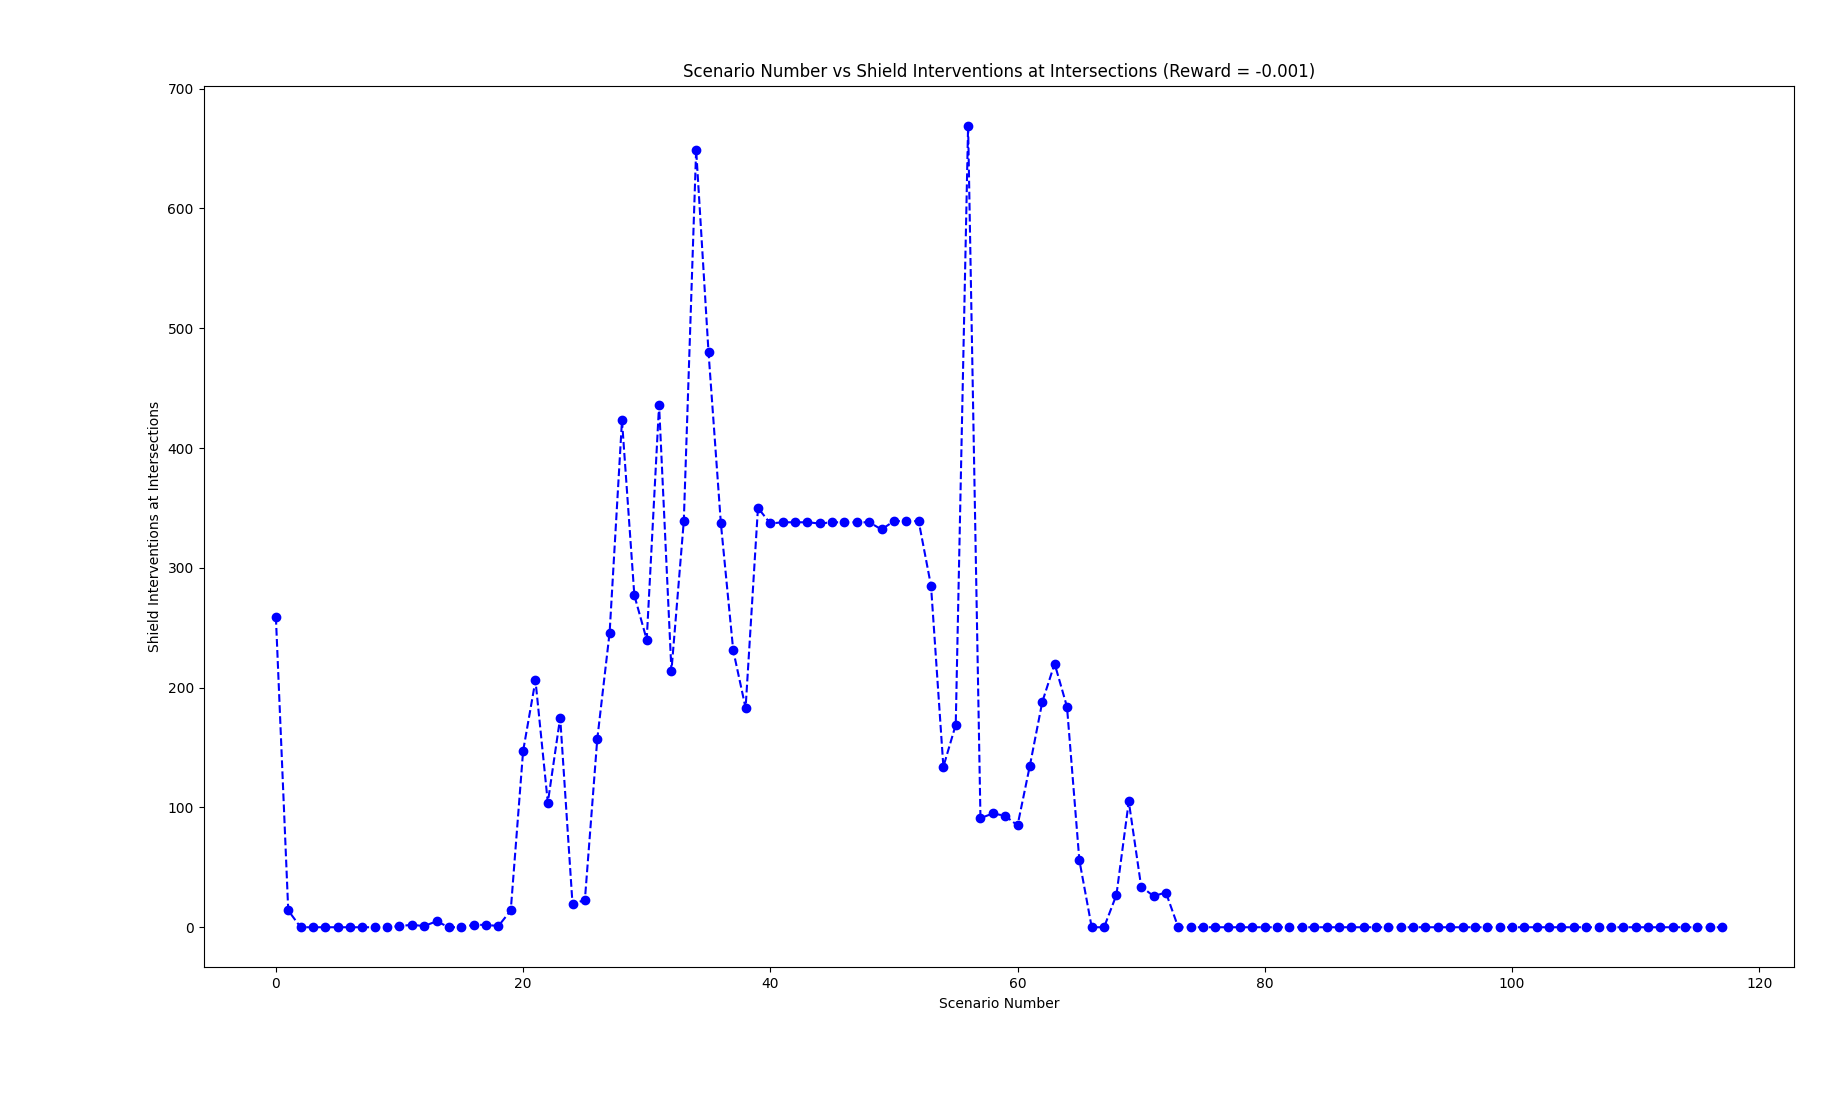 Scenario Number vs Shield Interventions at Intersections (Reward = -0.001)
700
600
500
400
300
200
100
0
Shield Interventions at Intersections
0 20 40 60 80 100 120
Scenario Number